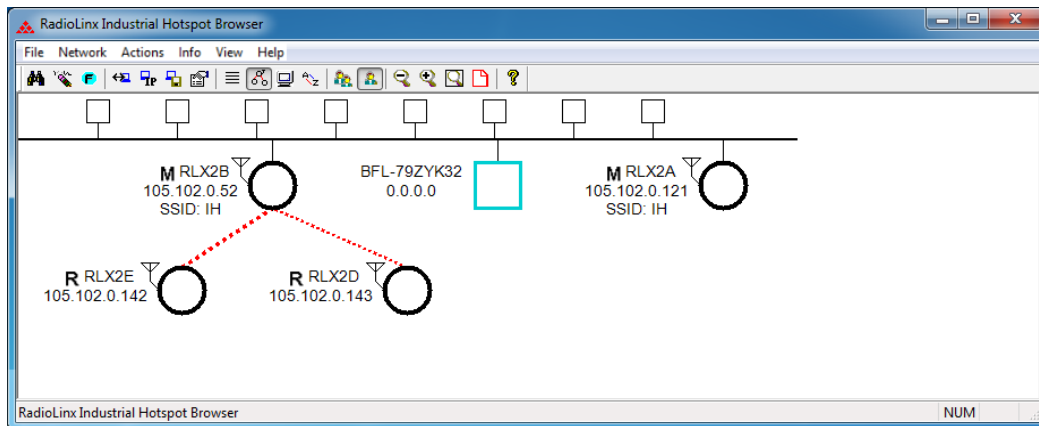 RadioLinx Industrial Hotspot Browser
File Network Actions Info View Help
F IP A Z ?
M RLX2B
105.102.0.52
SSID: IH
BFL-79ZYK32
0.0.0.0
M RLX2A
105.102.0.121
SSID: IH
R RLX2E
105.102.0.142
R RLX2D
105.102.0.143
RadioLinx Industrial Hotspot Browser NUM